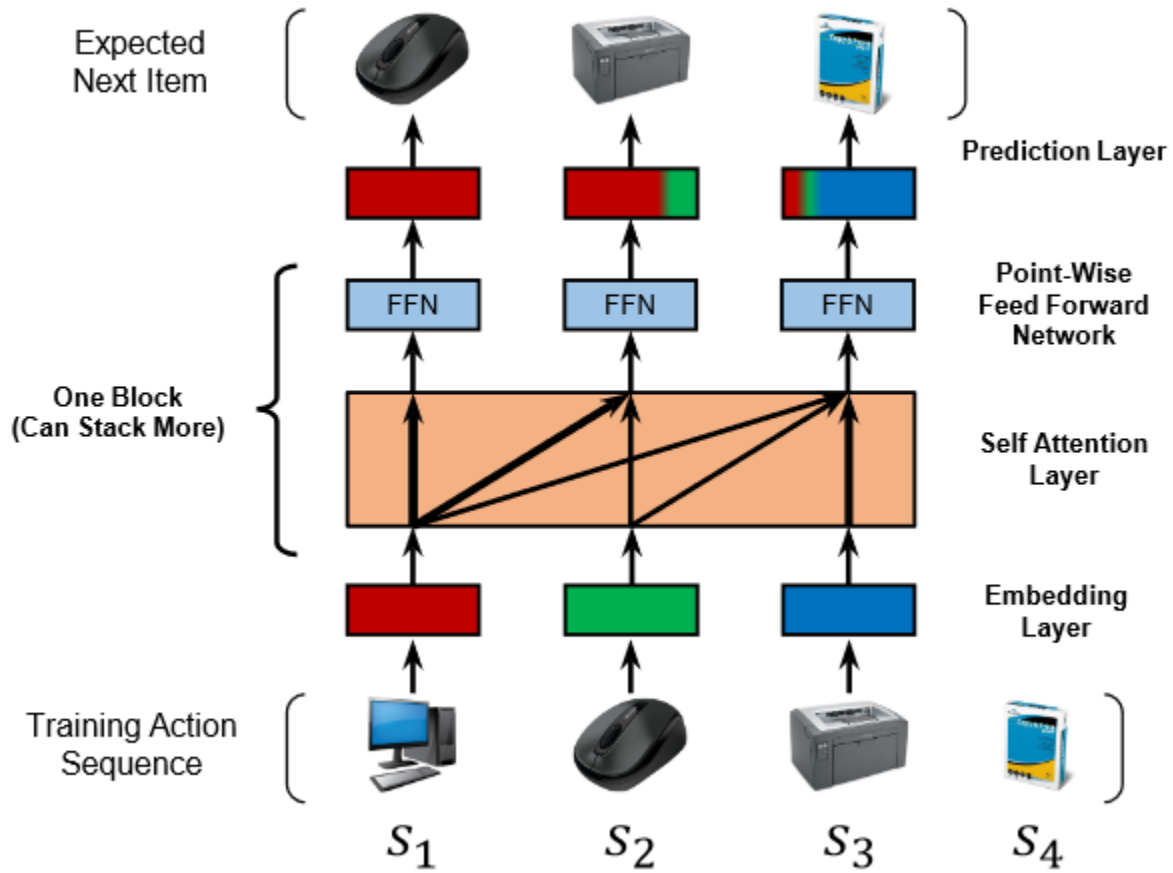 Expected
Next Item
Prediction Layer
FFN
FFN
FFN
Point-Wise
Feed Forward
Network
One Block
(Can Stack More)
Self Attention
Layer
Embedding
Layer
Training Action
Sequence
S1
S2
S3
S4